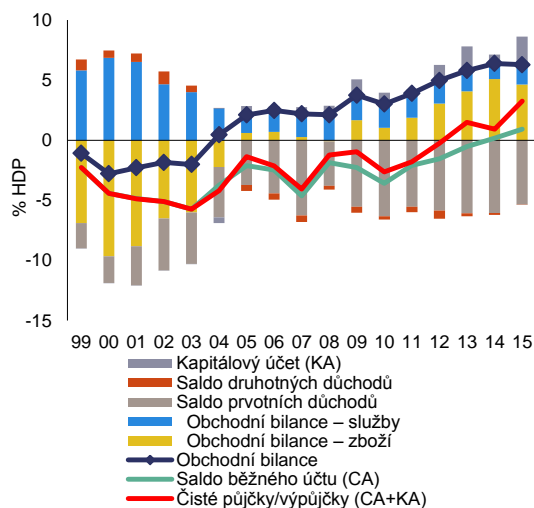 10
5
0
-5
-10
-15
% HDP
99 00 01 02 03 04 05 06 07 08 09 10 11 12 13 14 15
Kapitálový účet (KA)
Saldo druhotných důchodů
Saldo prvotních důchodů
Obchodní bilance – služby
Obchodní bilance – zboží
Obchodní bilance
Saldo běžného účtu (CA)
Čisté půjčky/výpůjčky (CA+KA)